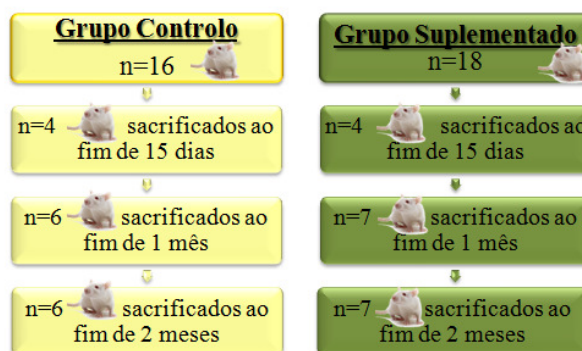 Grupo Controlo
n=16
n=4 sacrificados ao
fim de 15 dias
n=6 sacrificados ao
fim de 1 mês
n=6 sacrificados ao
fim de 2 meses
Grupo Suplementado
n=18
n=4 sacrificados ao
fim de 15 dias
n=7 sacrificados ao
fim de 1 mês
n=7 sacrificados ao
fim de 2 meses